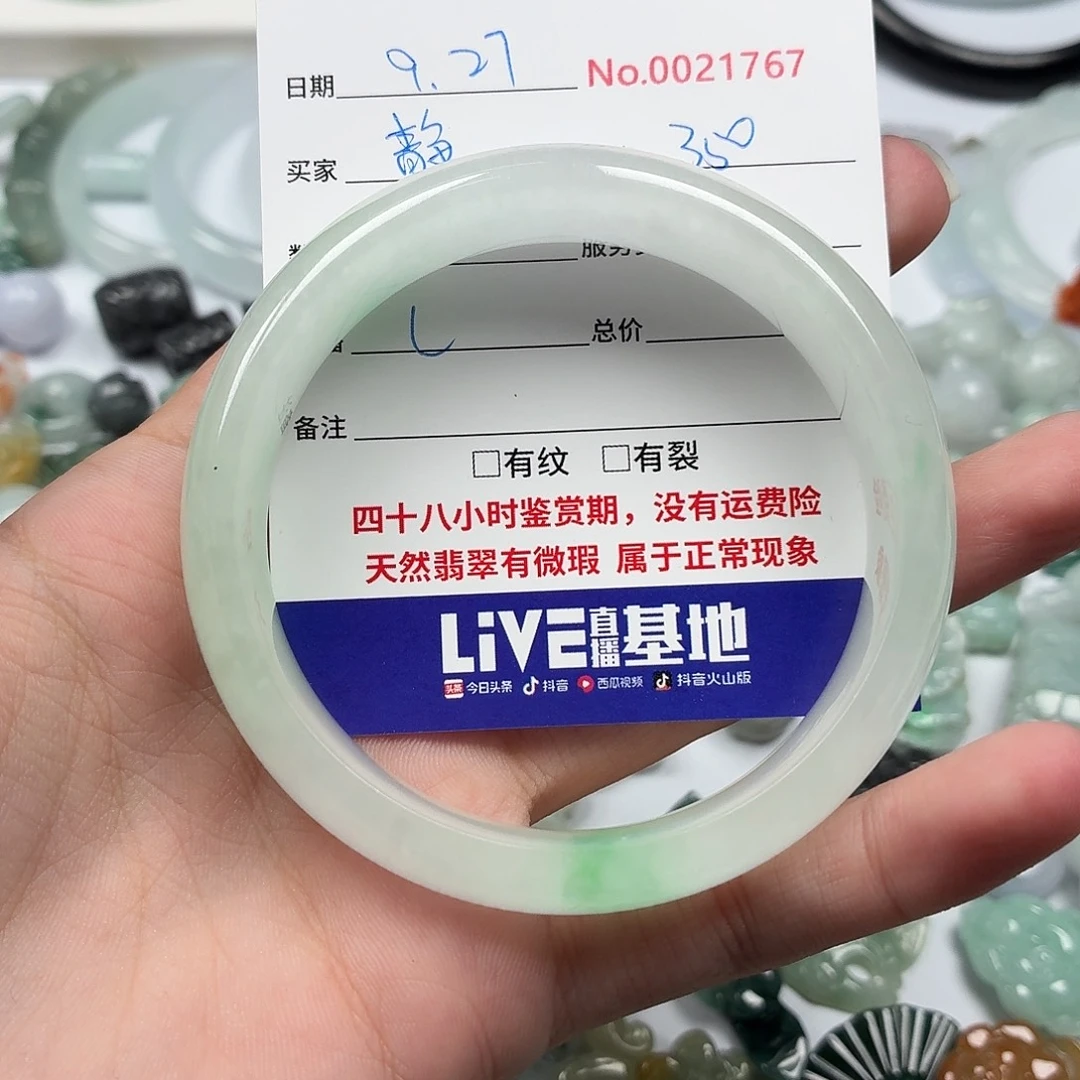 日期 9.27 No.0021767
买家 静 350
服务
总价
备注
□有纹 □有裂
四十八小时鉴赏期，没有运费险
天然翡翠有微瑕 属于正常现象
LiVE直播基地
头条 今日头条 抖音 西瓜视频 抖音火山版